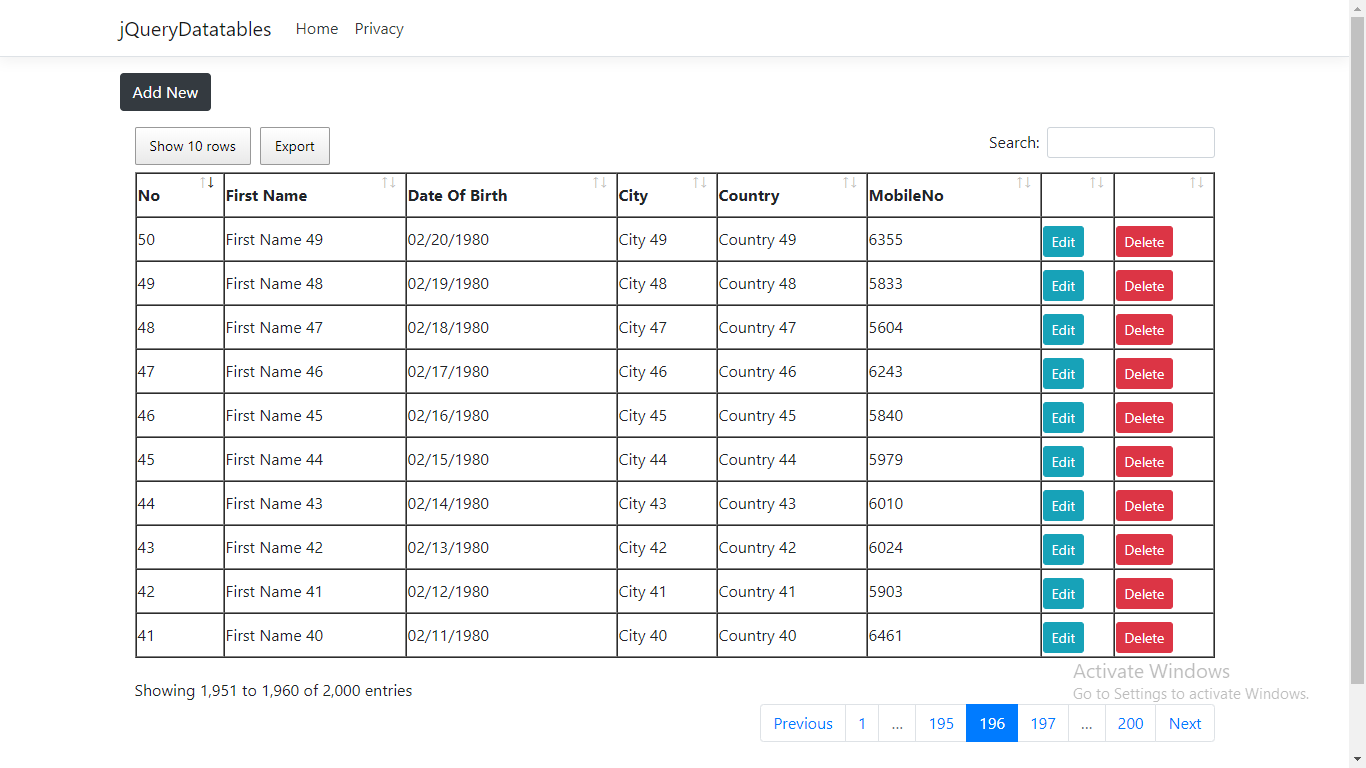 jQueryDatatables Home Privacy
Add New
Show 10 rows Export Search:
No First Name Date Of Birth City Country MobileNo
50 First Name 49 02/20/1980 City 49 Country 49 6355 Edit Delete
49 First Name 48 02/19/1980 City 48 Country 48 5833 Edit Delete
48 First Name 47 02/18/1980 City 47 Country 47 5604 Edit Delete
47 First Name 46 02/17/1980 City 46 Country 46 6243 Edit Delete
46 First Name 45 02/16/1980 City 45 Country 45 5840 Edit Delete
45 First Name 44 02/15/1980 City 44 Country 44 5979 Edit Delete
44 First Name 43 02/14/1980 City 43 Country 43 6010 Edit Delete
43 First Name 42 02/13/1980 City 42 Country 42 6024 Edit Delete
42 First Name 41 02/12/1980 City 41 Country 41 5903 Edit Delete
41 First Name 40 02/11/1980 City 40 Country 40 6461 Edit Delete
Activate Windows
Showing 1,951 to 1,960 of 2,000 entries Go to Settings to activate Windows.
Previous 1 ... 195 196 197 ... 200 Next